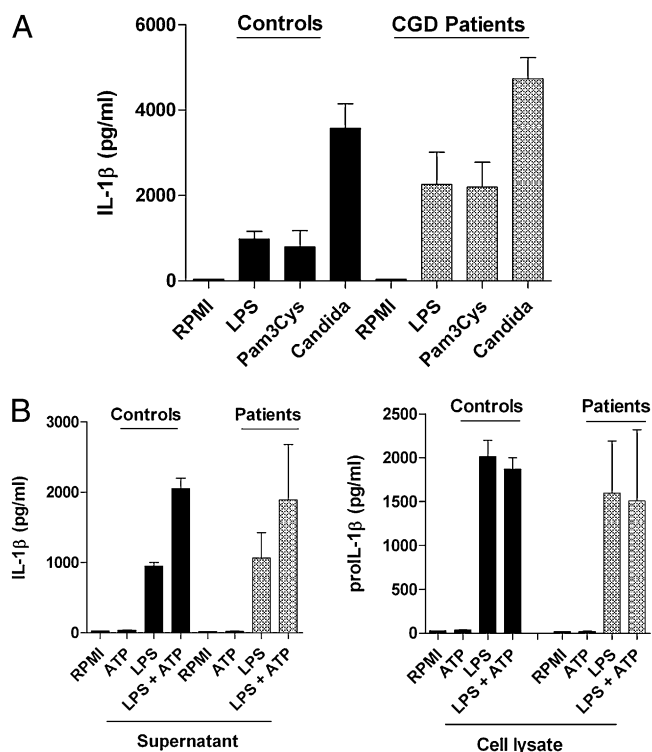 A
Controls
CGD Patients
IL-1β (pg/ml)
6000
4000
2000
0
RPMI
LPS
Pam3Cys
Candida
RPMI
LPS
Pam3Cys
Candida
B
Controls
Patients
IL-1β (pg/ml)
3000
2000
1000
0
RPMI
ATP
LPS
LPS + ATP
RPMI
ATP
LPS
LPS + ATP
Supernatant
Controls
Patients
proIL-1β (pg/ml)
2500
2000
1500
1000
500
0
RPMI
ATP
LPS
LPS + ATP
RPMI
ATP
LPS
LPS + ATP
Cell lysate